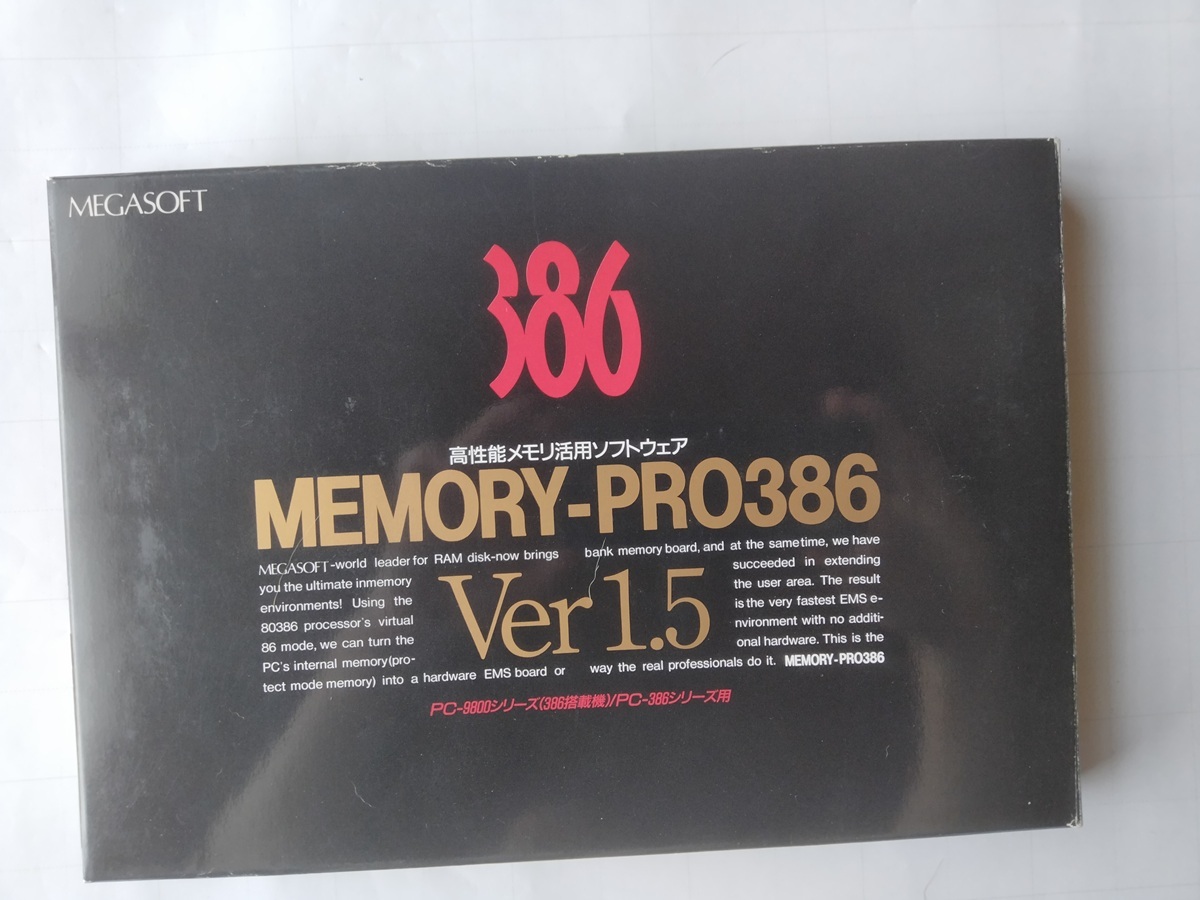 MEGASOFT
386
高性能メモリ活用ソフトウェア
MEMORY-PRO386
Ver 1.5
MEGASOFT-world leader for RAM disk-now brings
you the ultimate inmemory
environments! Using the
80386 processor's virtual
86 mode, we can turn the
PC's internal memory(pro-
tect mode memory) into a hardware EMS board or
bank memory board, and at the sametime, we have
succeeded in extending
the user area. The result
is the very fastest EMS e-
nvironment with no additi-
onal hardware. This is the
way the real professionals do it. MEMORY-PRO386
PC-9800シリーズ(386搭載機)/PC-386シリーズ用